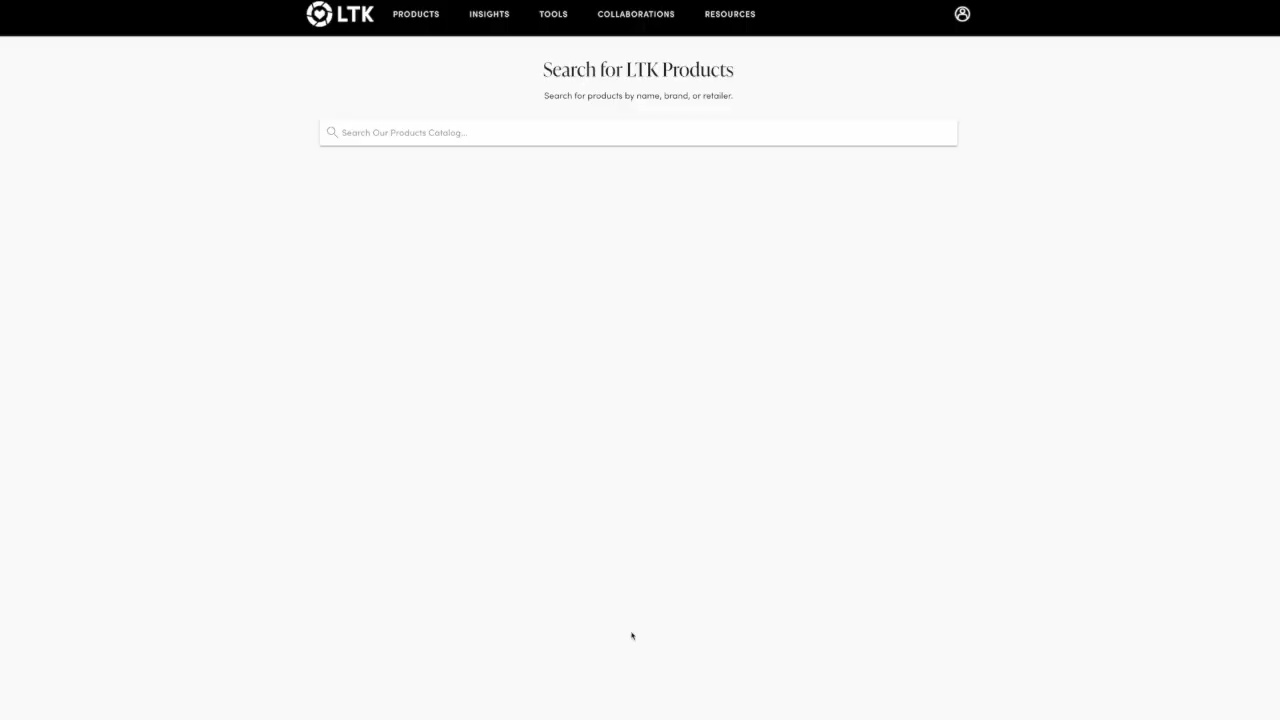 LTK PRODUCTS INSIGHTS TOOLS COLLABORATIONS RESOURCES
Search for LTK Products
Search for products by name, brand, or retailer.
Search Our Products Catalog...